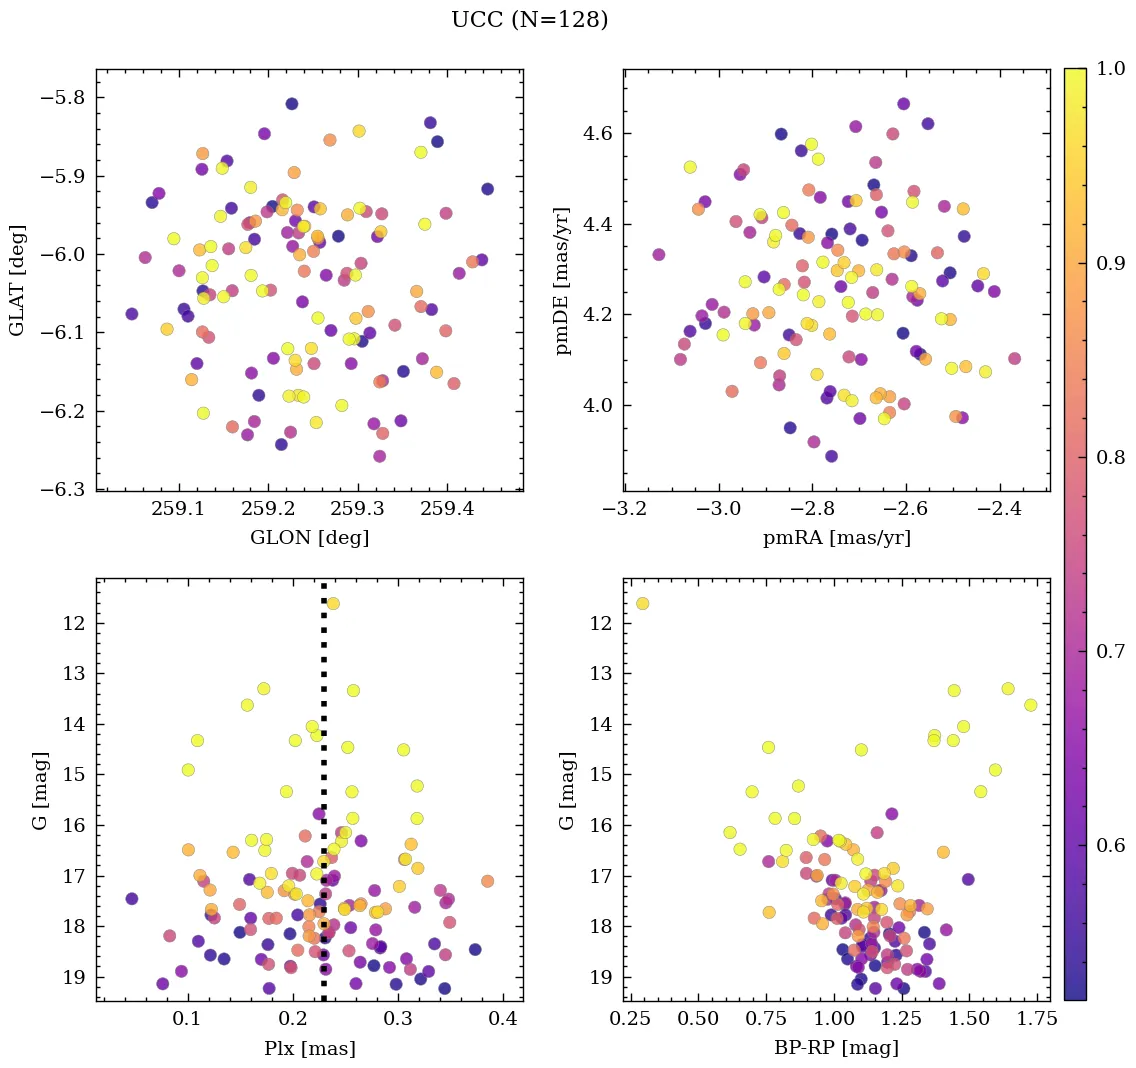 UCC (N=128)
−5.8
−5.9
−6.0
−6.1
−6.2
−6.3
GLAT [deg]
259.1 259.2 259.3 259.4
GLON [deg]
4.6
4.4
4.2
4.0
pmDE [mas/yr]
−3.2 −3.0 −2.8 −2.6 −2.4
pmRA [mas/yr]
1.0
0.9
0.8
0.7
0.6
12
13
14
15
16
17
18
19
G [mag]
0.1 0.2 0.3 0.4
Plx [mas]
12
13
14
15
16
17
18
19
G [mag]
0.25 0.50 0.75 1.00 1.25 1.50 1.75
BP-RP [mag]